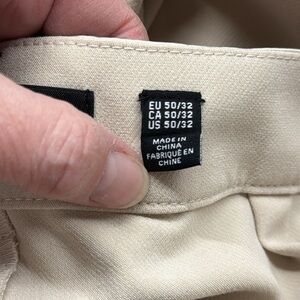 EU 50/32
CA 50/32
US 50/32
MADE IN
CHINA
FABRIQUÉ EN
CHINE